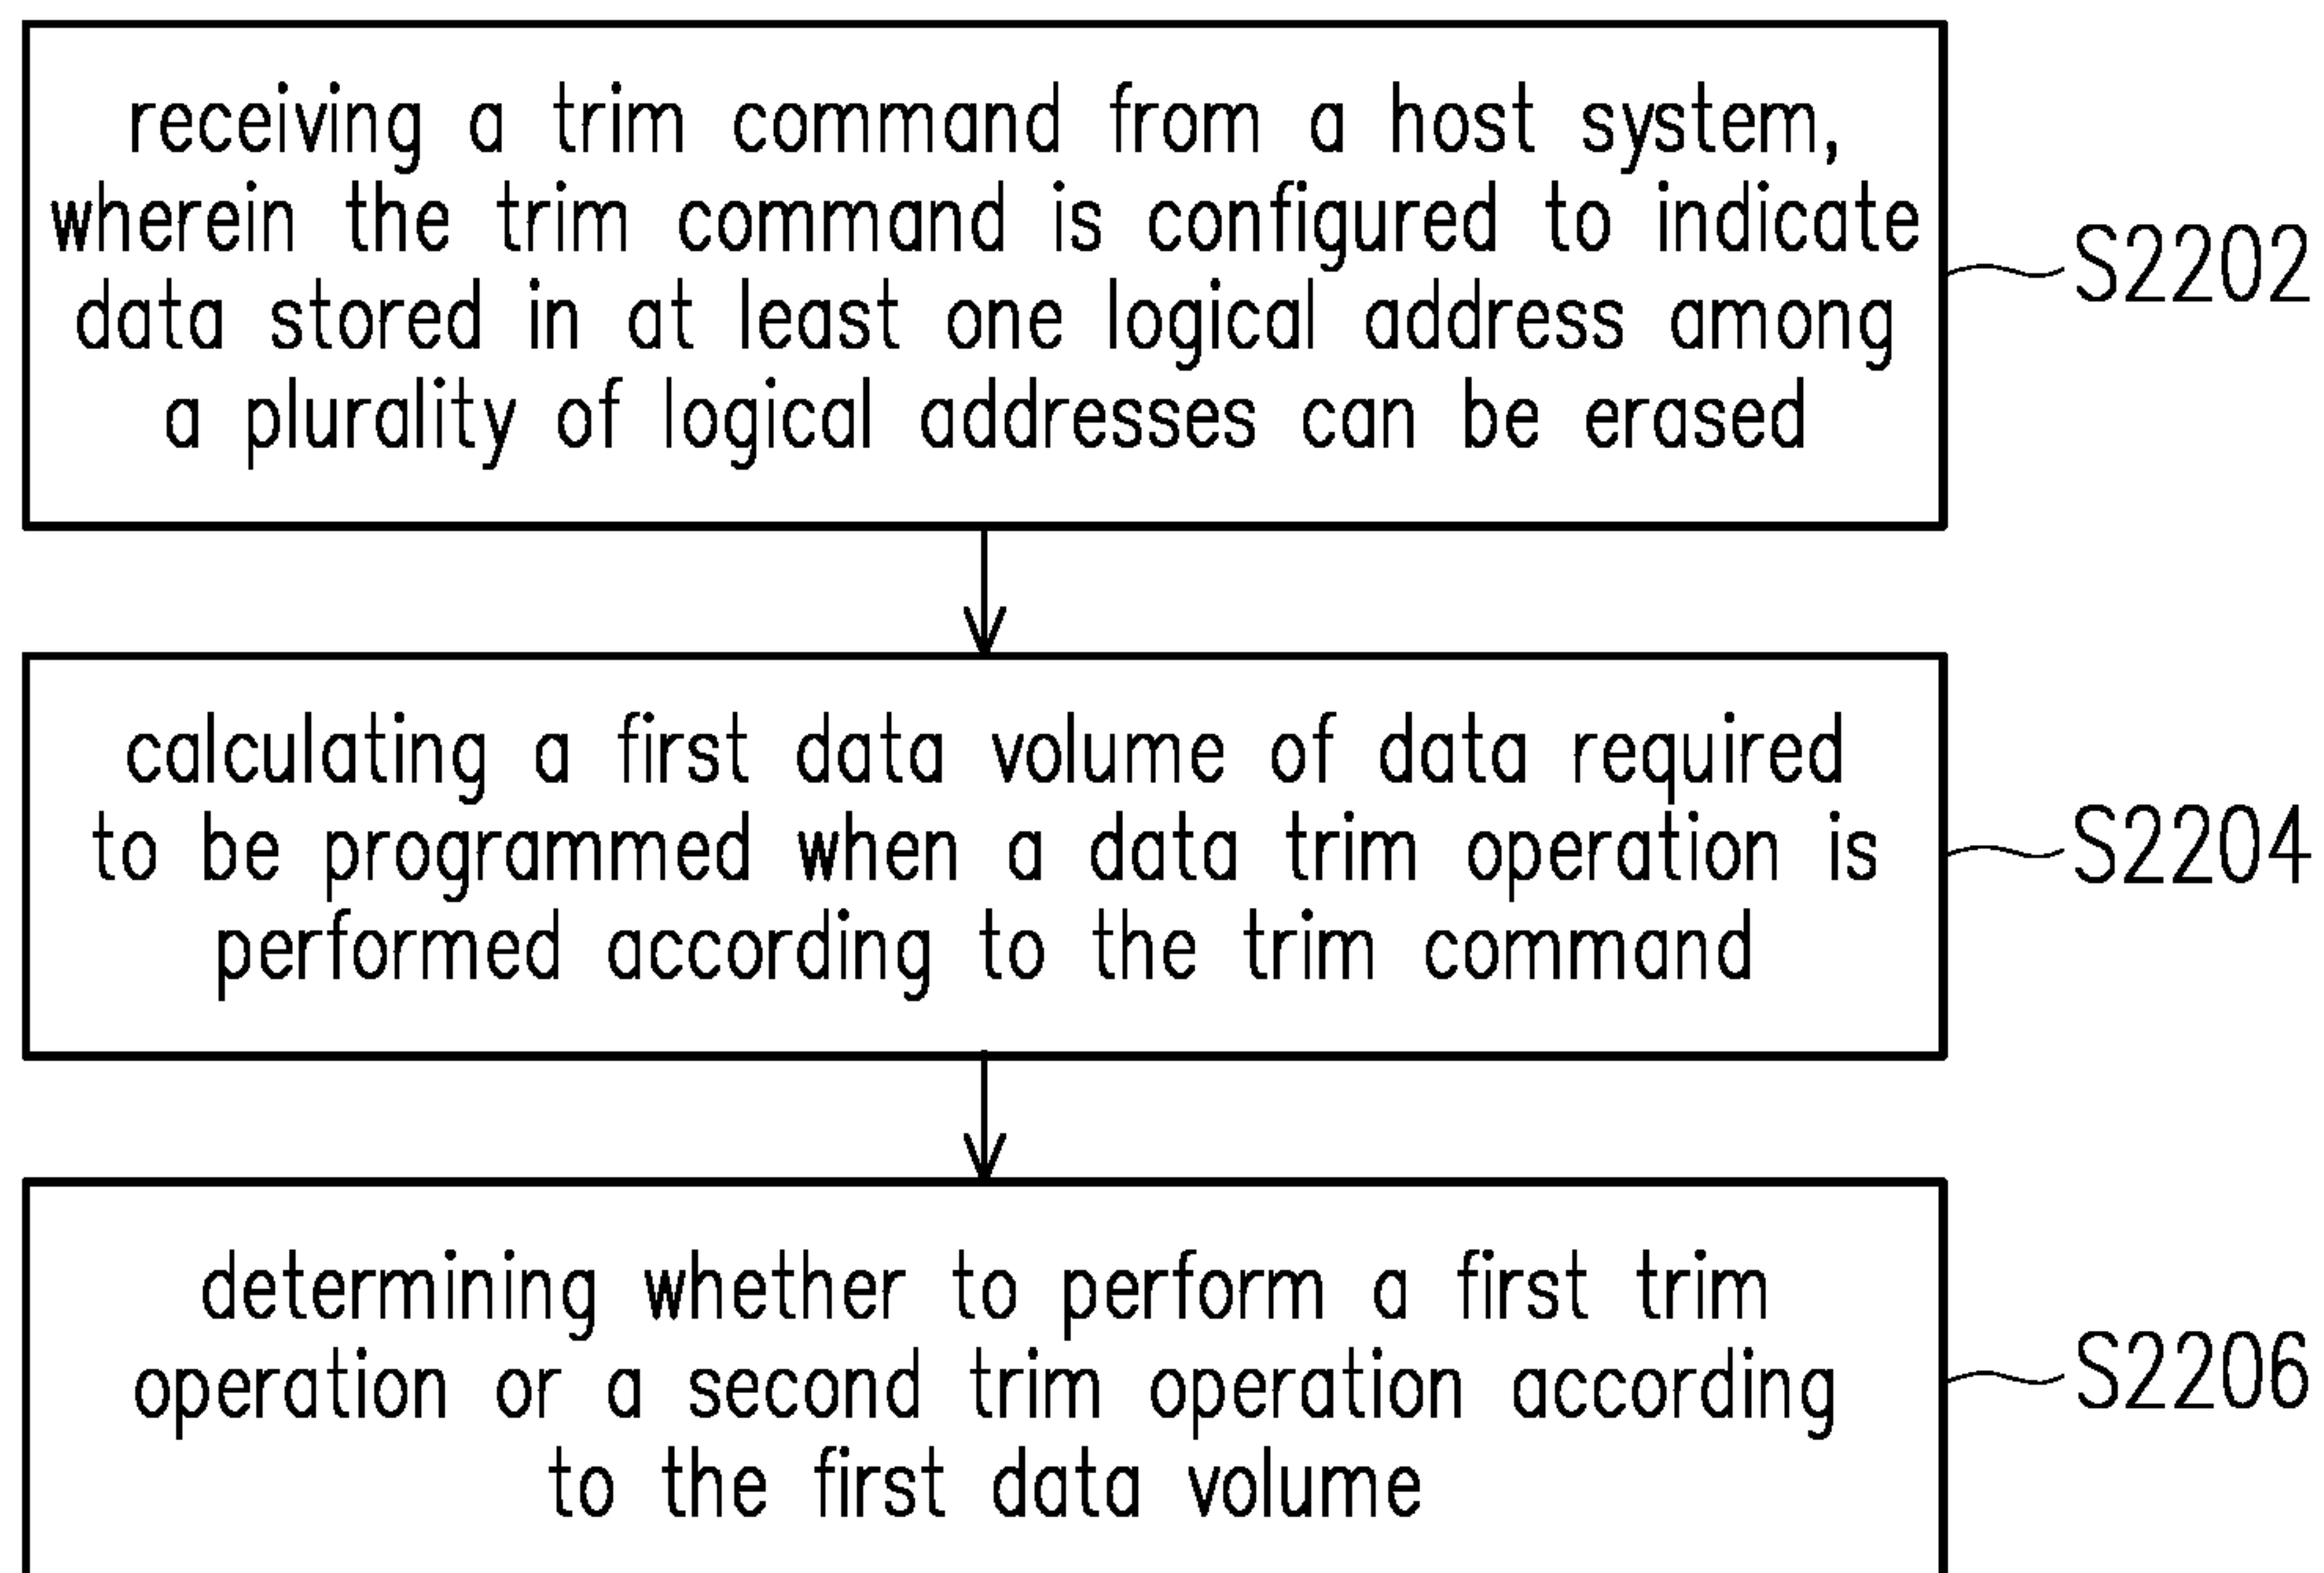 receiving a trim command from a host system,
wherein the trim command is configured to indicate
data stored in at least one logical address among
a plurality of logical addresses can be erased
S2202
calculating a first data volume of data required
to be programmed when a data trim operation is
performed according to the trim command
S2204
determining whether to perform a first trim
operation or a second trim operation according
to the first data volume
S2206